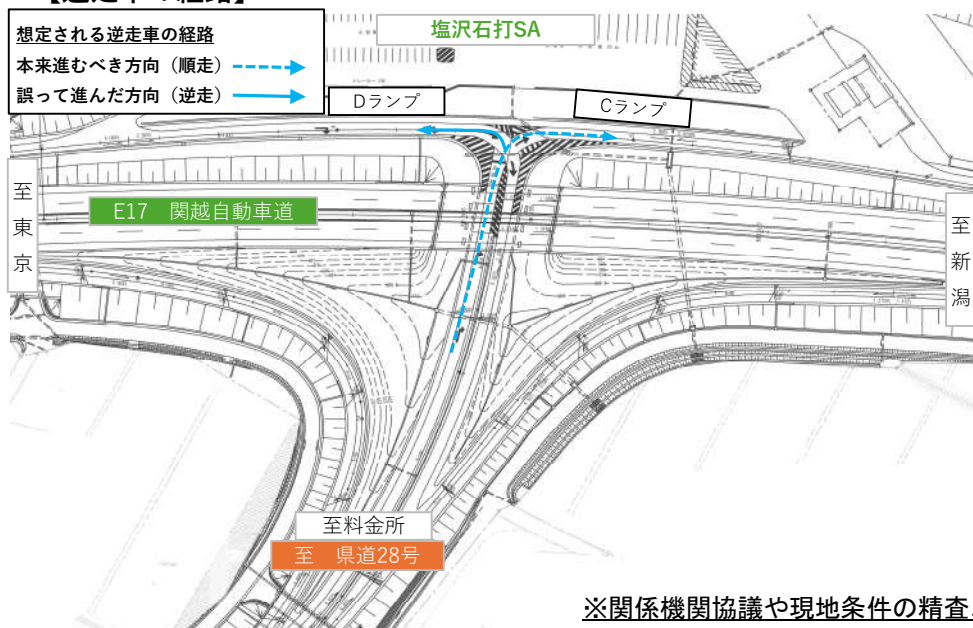 想定される逆走車の経路
本来進むべき方向（順走）
誤って進んだ方向（逆走）
塩沢石打SA
Dランプ
Cランプ
至東京
E17 関越自動車道
至新潟
至料金所
至 県道28号
※関係機関協議や現地条件の精査